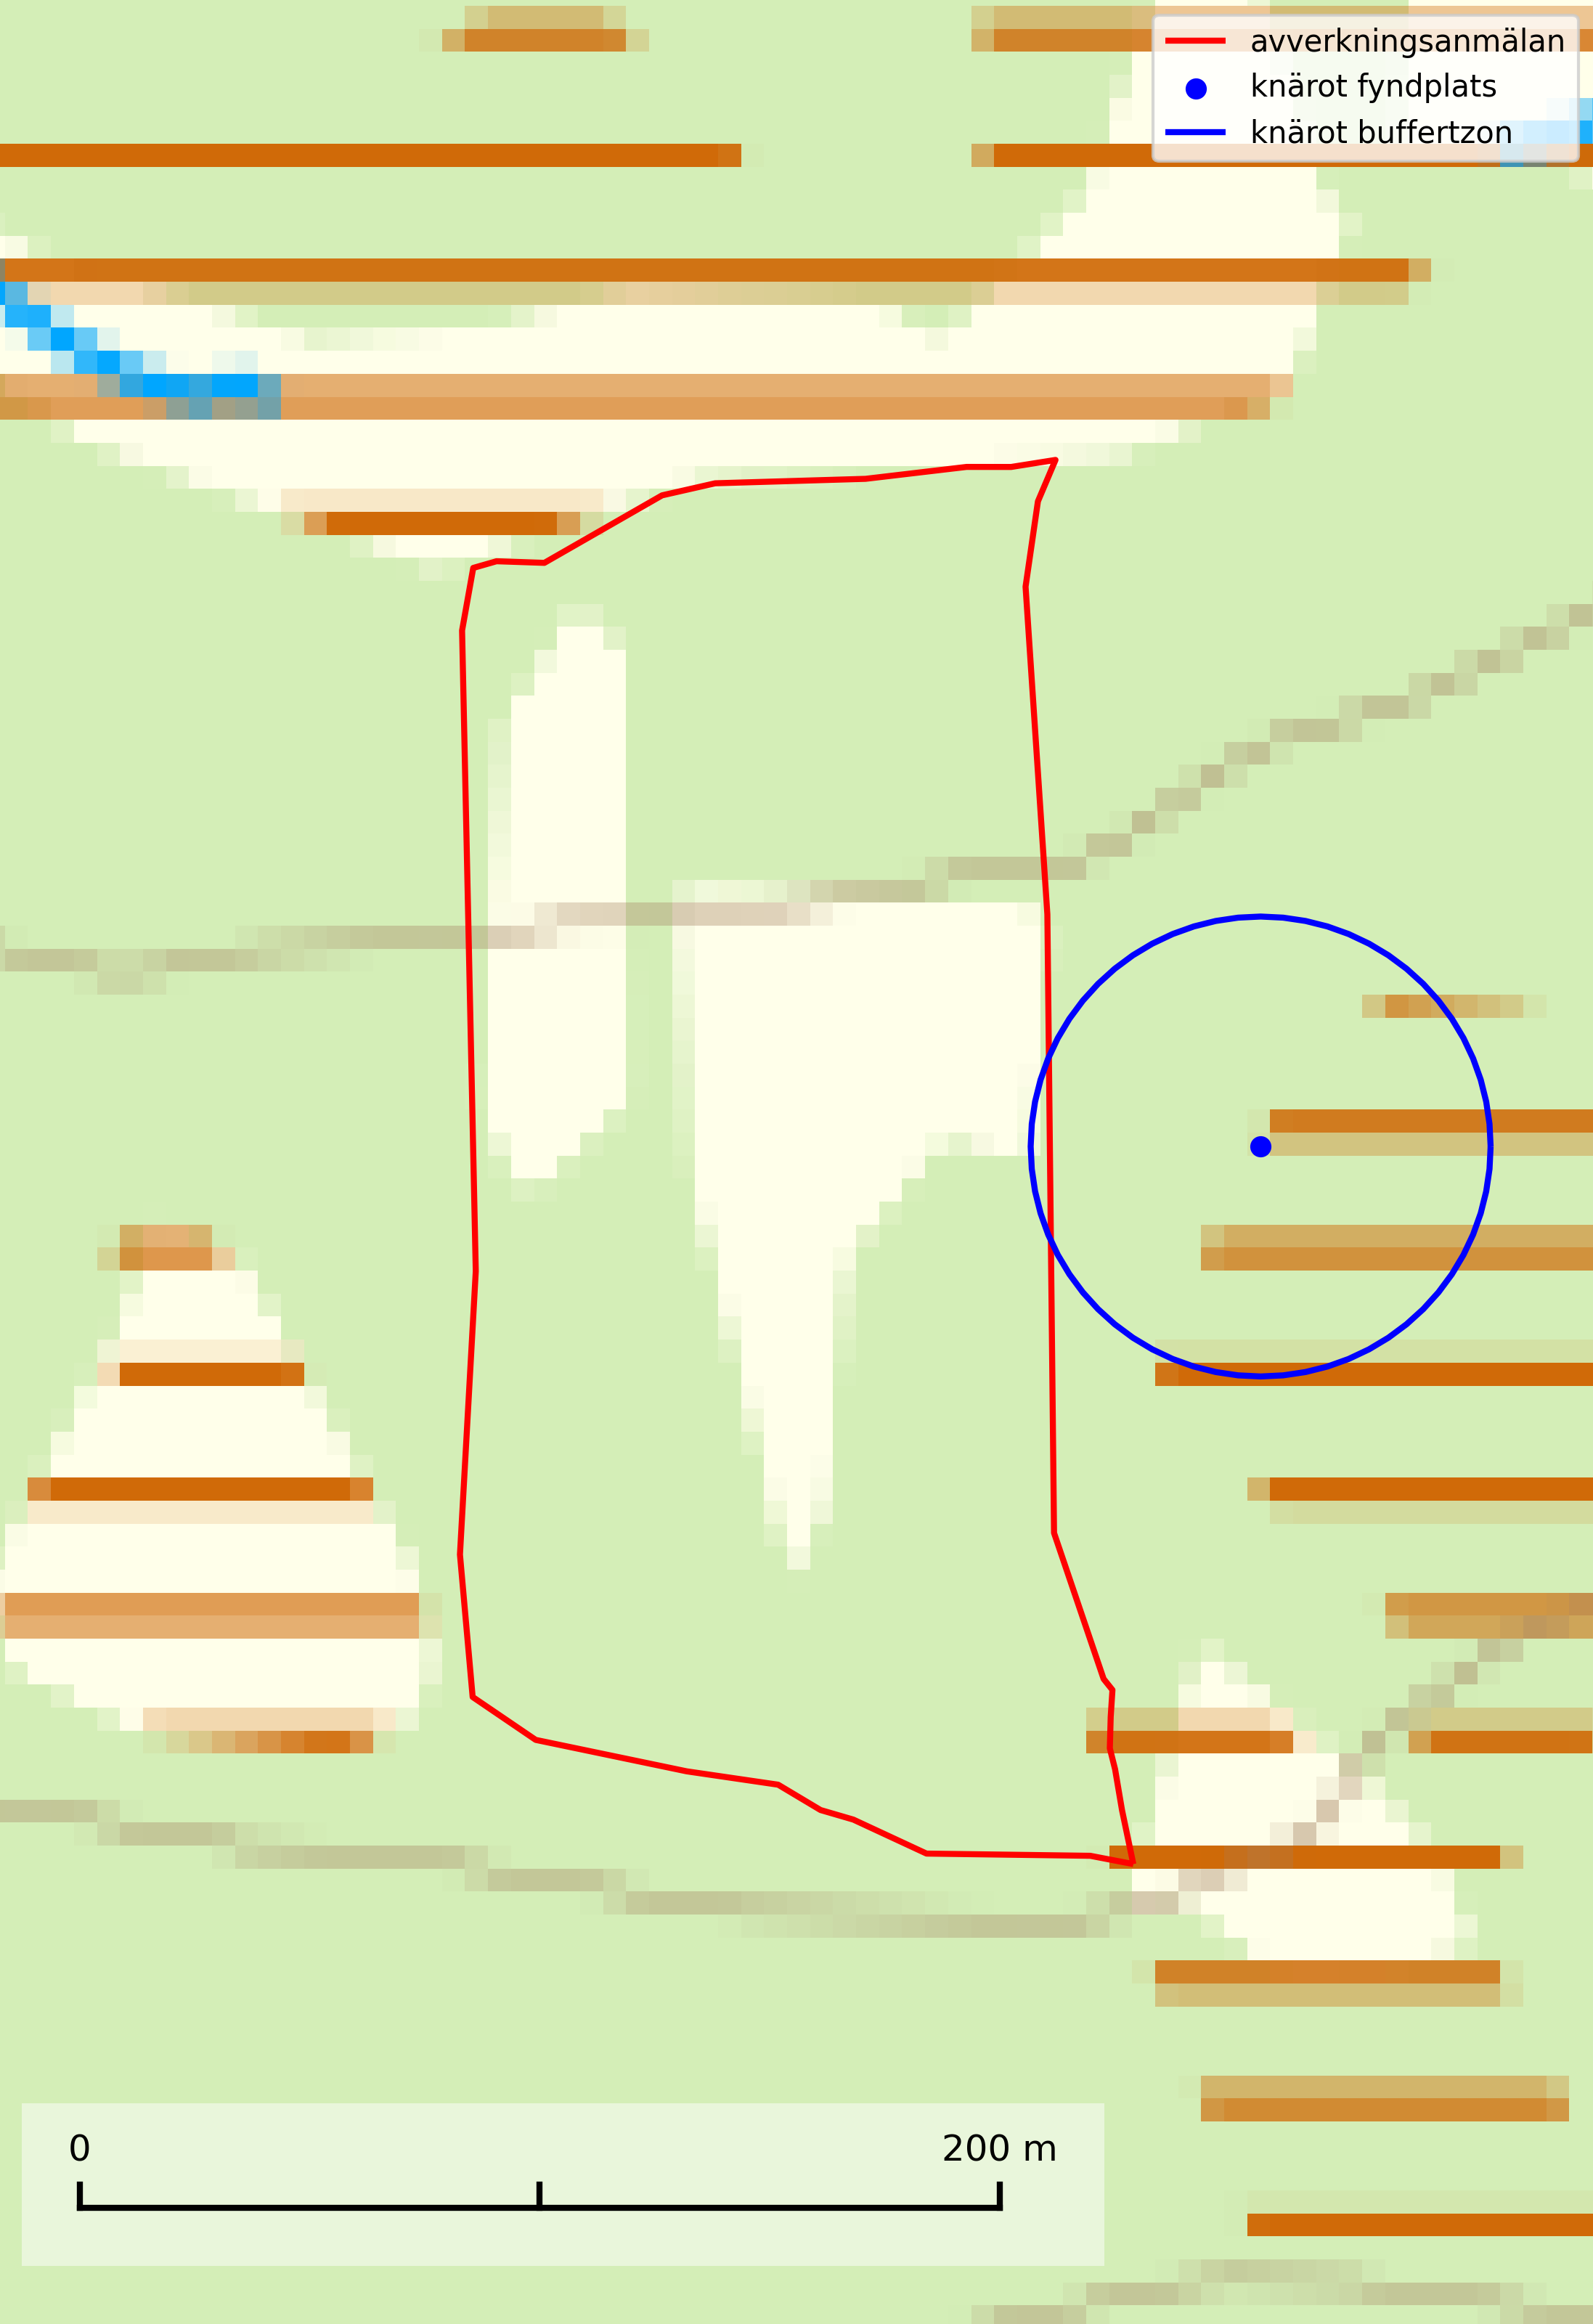 avverkningsanmälan
knärot fyndplats
knärot buffertzon
0 200 m